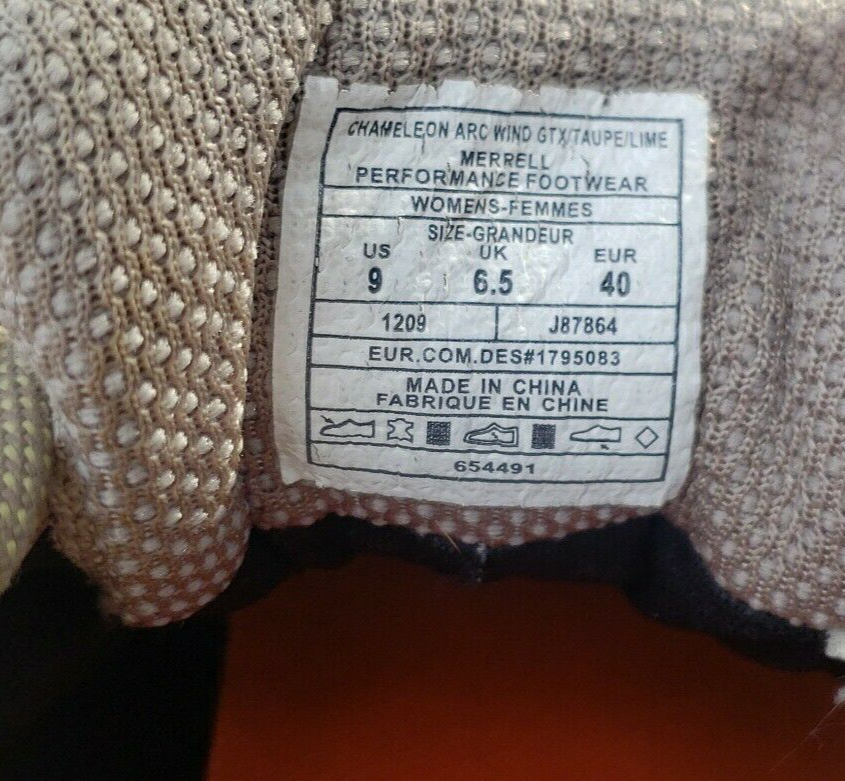 CHAMELEON ARC WIND GTX/TAUPE/LIME
MERRELL
PERFORMANCE FOOTWEAR
WOMENS-FEMMES
SIZE-GRANDEUR
US UK EUR
9 6.5 40
1209 J87864
EUR.COM.DES#1795083
MADE IN CHINA
FABRIQUE EN CHINE
654491